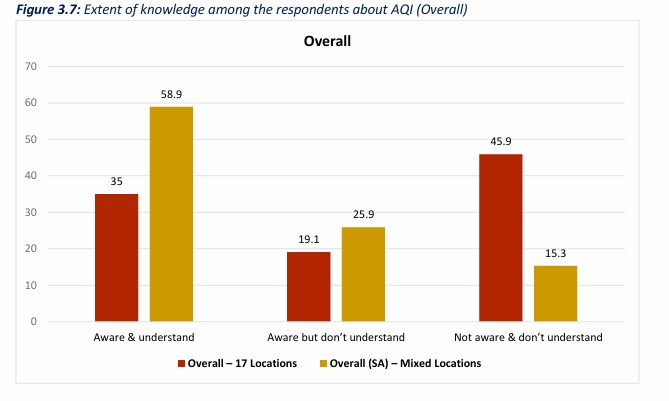 Figure 3.7: Extent of knowledge among the respondents about AQI (Overall)
Overall
70
60
50
40
30
20
10
0
35
58.9
19.1
25.9
45.9
15.3
Aware & understand
Aware but don’t understand
Not aware & don’t understand
Overall – 17 Locations
Overall (SA) – Mixed Locations